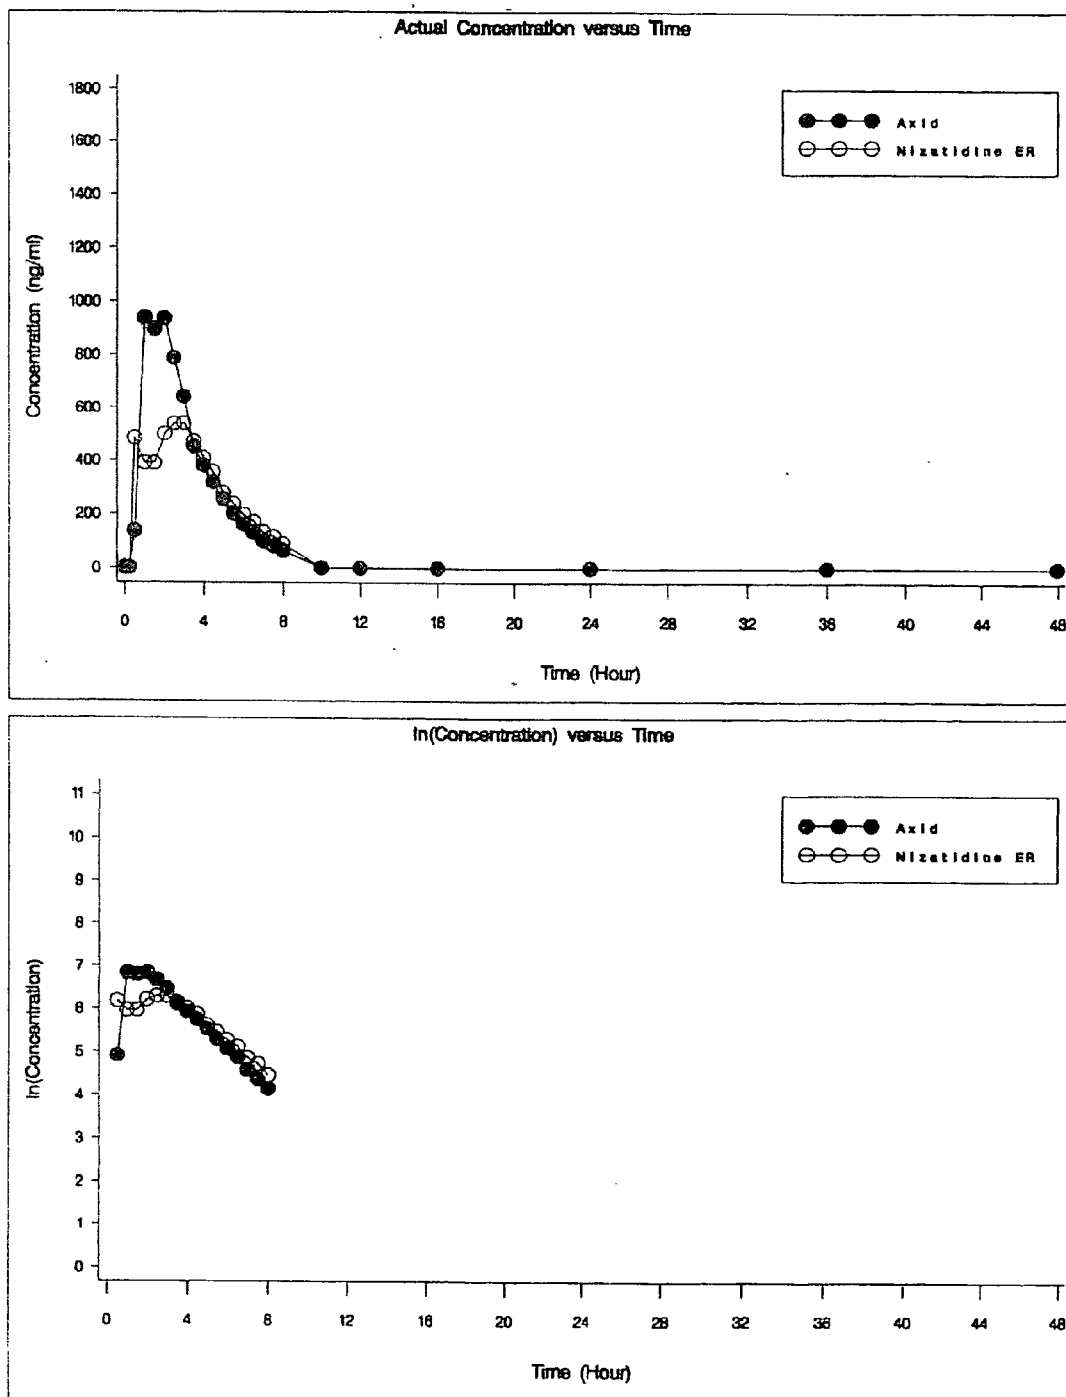 Actual Concentration versus Time
1800
1600
1400
1200
1000
800
600
400
200
0
Concentration (ng/ml)
Axid
Nizatidine ER
0 4 8 12 16 20 24 28 32 36 40 44 48
Time (Hour)
ln(Concentration) versus Time
11
10
9
8
7
6
5
4
3
2
1
0
ln(Concentration)
Axid
Nizatidine ER
0 4 8 12 16 20 24 28 32 36 40 44 48
Time (Hour)